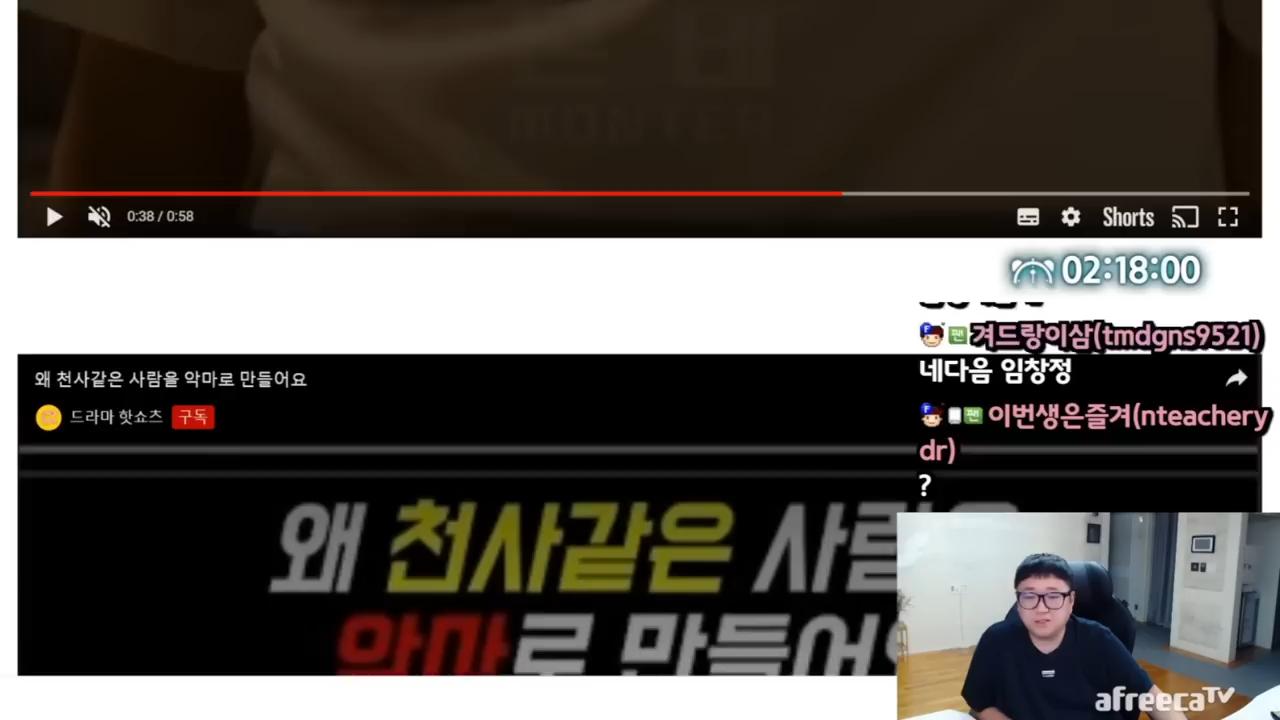 MONSTER
0:38 / 0:58
Shorts
02:18:00
겨드랑이삼(tmdgns9521)
네다음 임창정
이번생은즐겨(nteachery
dr)
?
왜 천사같은 사람을 악마로 만들어요
드라마 핫쇼츠 구독
왜 천사같은 사람은
악마로 만들어요
afreecaTV